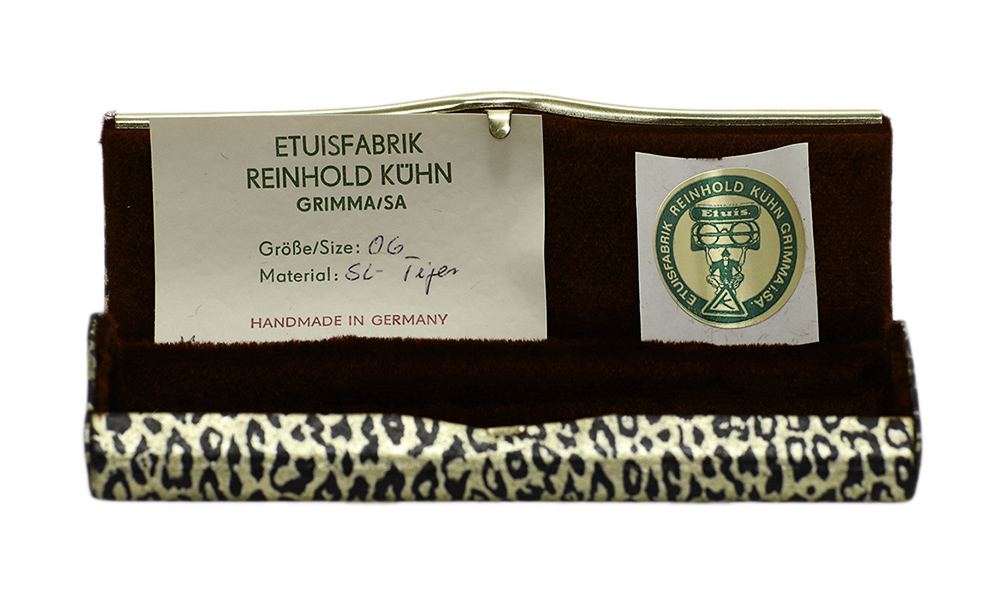 ETUISFABRIK
REINHOLD KÜHN
GRIMMA/SA
Größe/Size: 06
Material: SL- Tiger
HANDMADE IN GERMANY
ETUISFABRIK REINHOLD KÜHN GRIMMA i.SA.
Etuis.